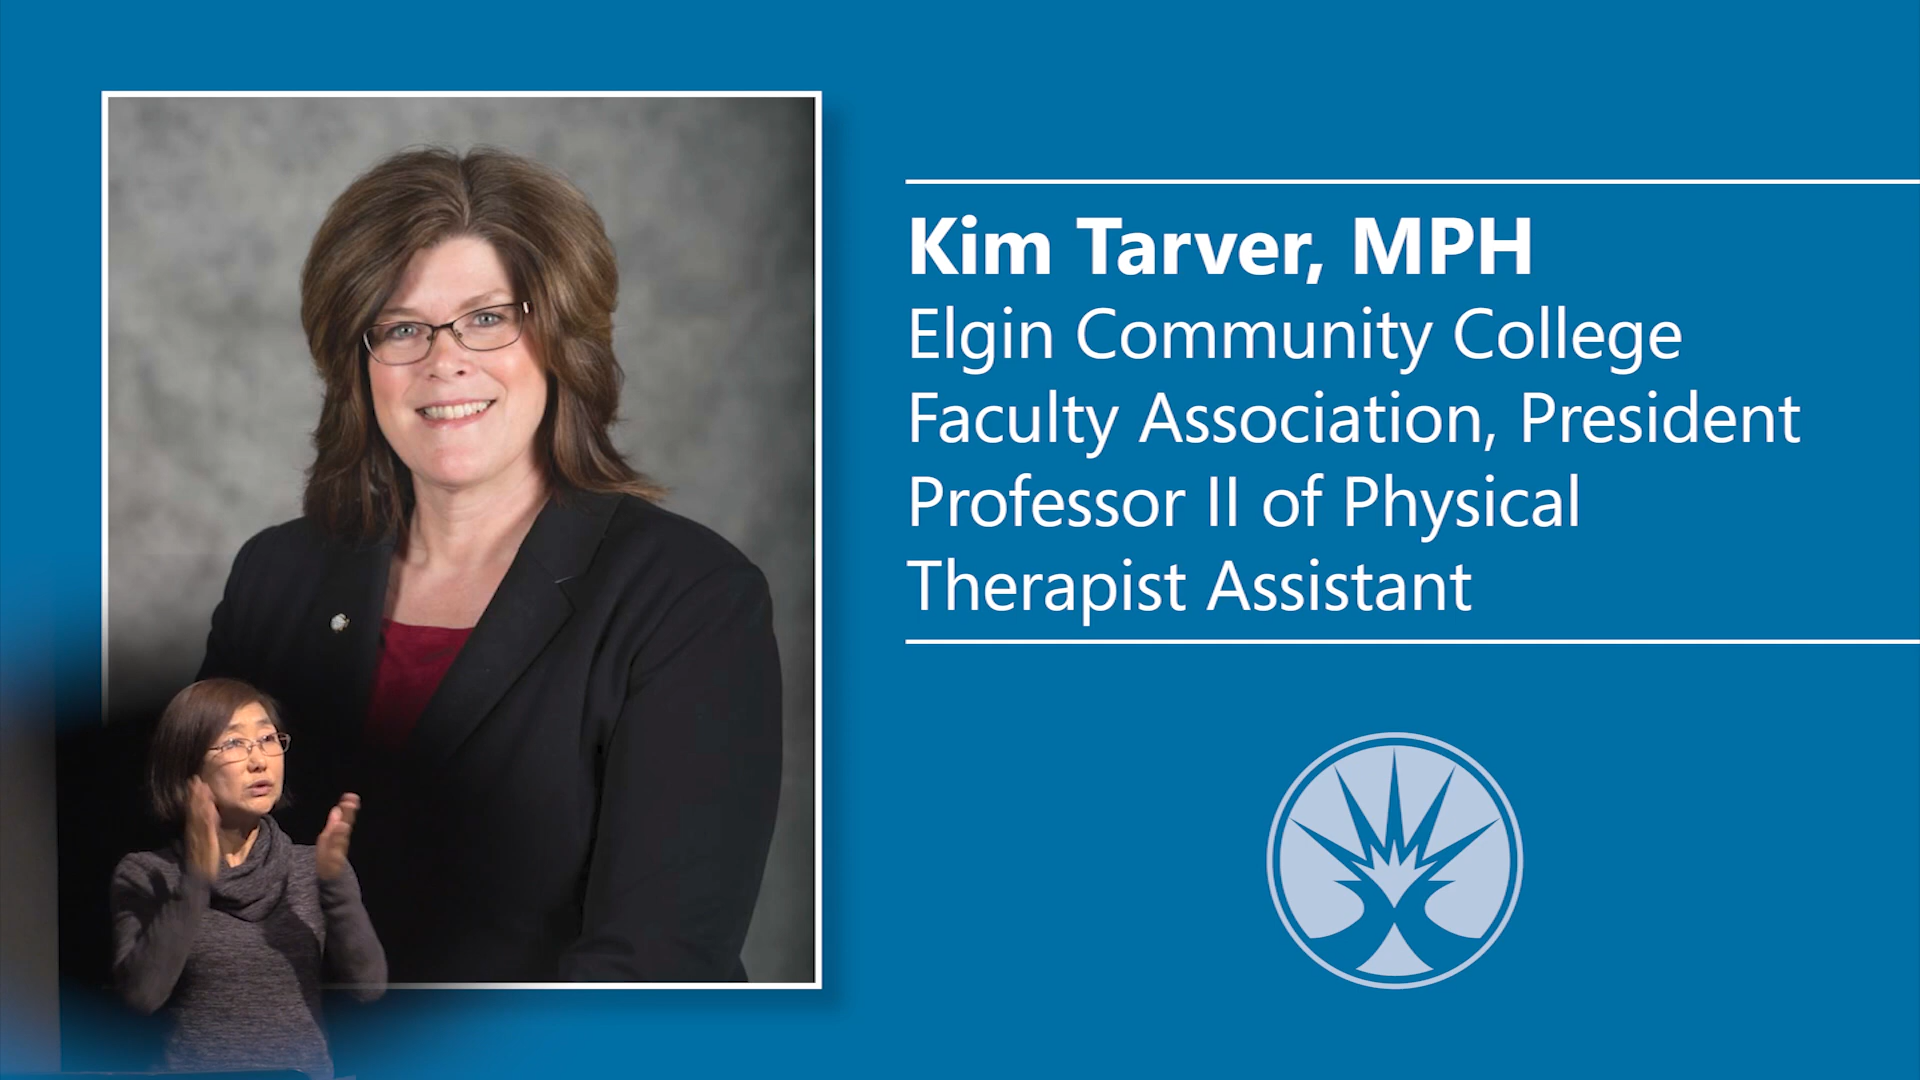 Kim Tarver, MPH
Elgin Community College
Faculty Association, President
Professor II of Physical
Therapist Assistant